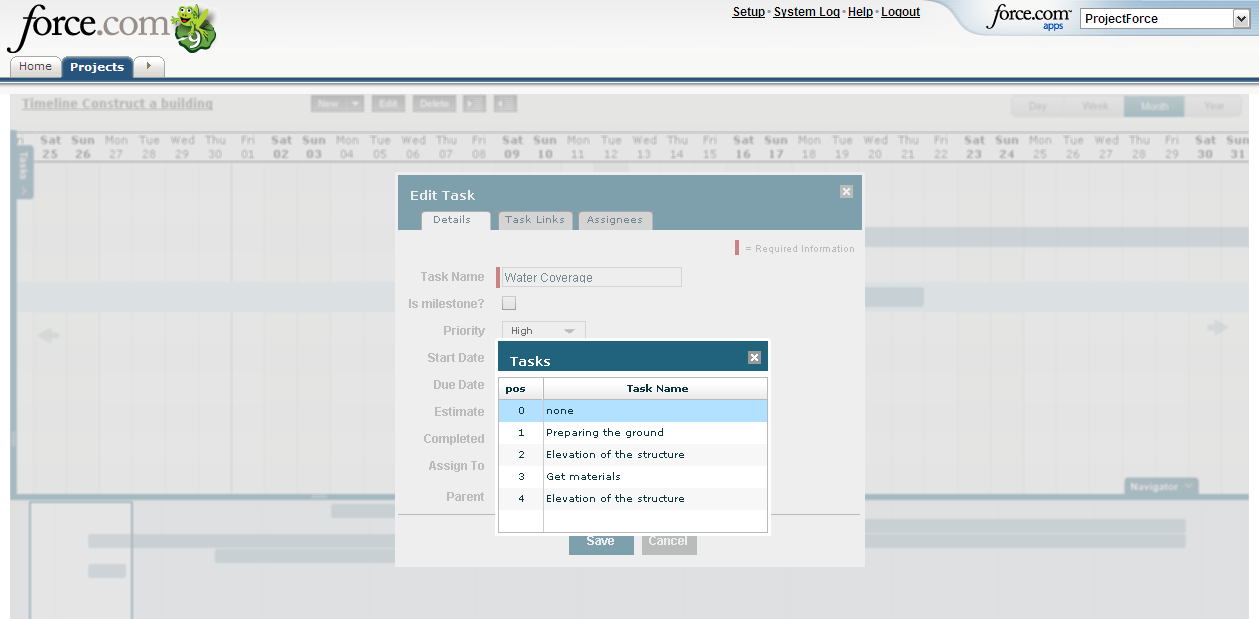 force.com 9
Setup · System Log · Help · Logout
force.com apps
ProjectForce
Home
Projects
Timeline Construct a building
New
Edit
Delete
Day
Week
Month
Year
Sat Sun Mon Tue Wed Thu Fri Sat Sun Mon Tue Wed Thu Fri Sat Sun Mon Tue Wed Thu Fri Sat Sun Mon Tue Wed Thu Fri Sat Sun Mon Tue Wed Thu Fri Sat Sun
25 26 27 28 29 30 01 02 03 04 05 06 07 08 09 10 11 12 13 14 15 16 17 18 19 20 21 22 23 24 25 26 27 28 29 30 31
Tasks
Edit Task
Details
Task Links
Assignees
= Required Information
Task Name
Water Coverage
Is milestone?
Priority
High
Start Date
Due Date
Estimate
Completed
Assign To
Parent
Tasks
pos Task Name
0 none
1 Preparing the ground
2 Elevation of the structure
3 Get materials
4 Elevation of the structure
Save
Cancel
Navigator